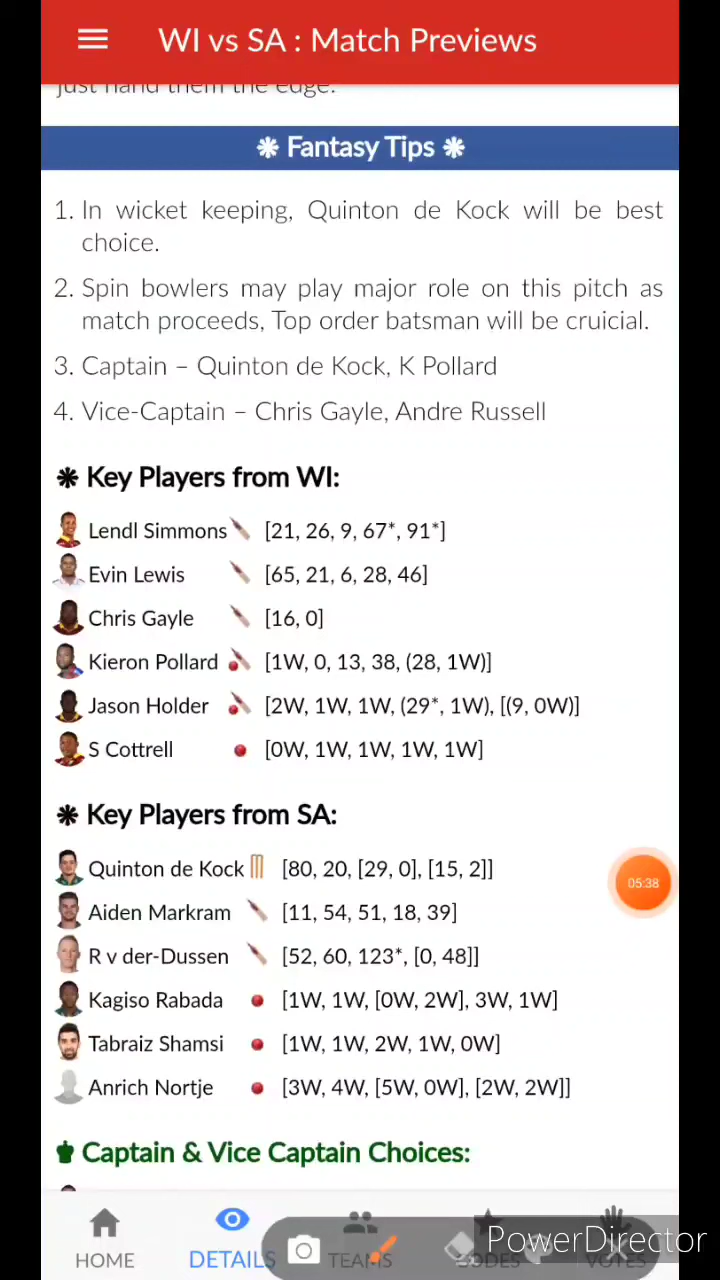 WI vs SA : Match Previews
just hand them the edge.
Fantasy Tips
1. In wicket keeping, Quinton de Kock will be best
choice.
2. Spin bowlers may play major role on this pitch as
match proceeds, Top order batsman will be cruicial.
3. Captain – Quinton de Kock, K Pollard
4. Vice-Captain – Chris Gayle, Andre Russell
Key Players from WI:
Lendl Simmons [21, 26, 9, 67*, 91*]
Evin Lewis [65, 21, 6, 28, 46]
Chris Gayle [16, 0]
Kieron Pollard [1W, 0, 13, 38, (28, 1W)]
Jason Holder [2W, 1W, 1W, (29*, 1W), [(9, 0W)]
S Cottrell [0W, 1W, 1W, 1W, 1W]
Key Players from SA:
Quinton de Kock [80, 20, [29, 0], [15, 2]]
05:38
Aiden Markram [11, 54, 51, 18, 39]
R v der-Dussen [52, 60, 123*, [0, 48]]
Kagiso Rabada [1W, 1W, [0W, 2W], 3W, 1W]
Tabraiz Shamsi [1W, 1W, 2W, 1W, 0W]
Anrich Nortje [3W, 4W, [5W, 0W], [2W, 2W]]
Captain & Vice Captain Choices:
PowerDirector
HOME DETAILS TEAMS CODES VOTES